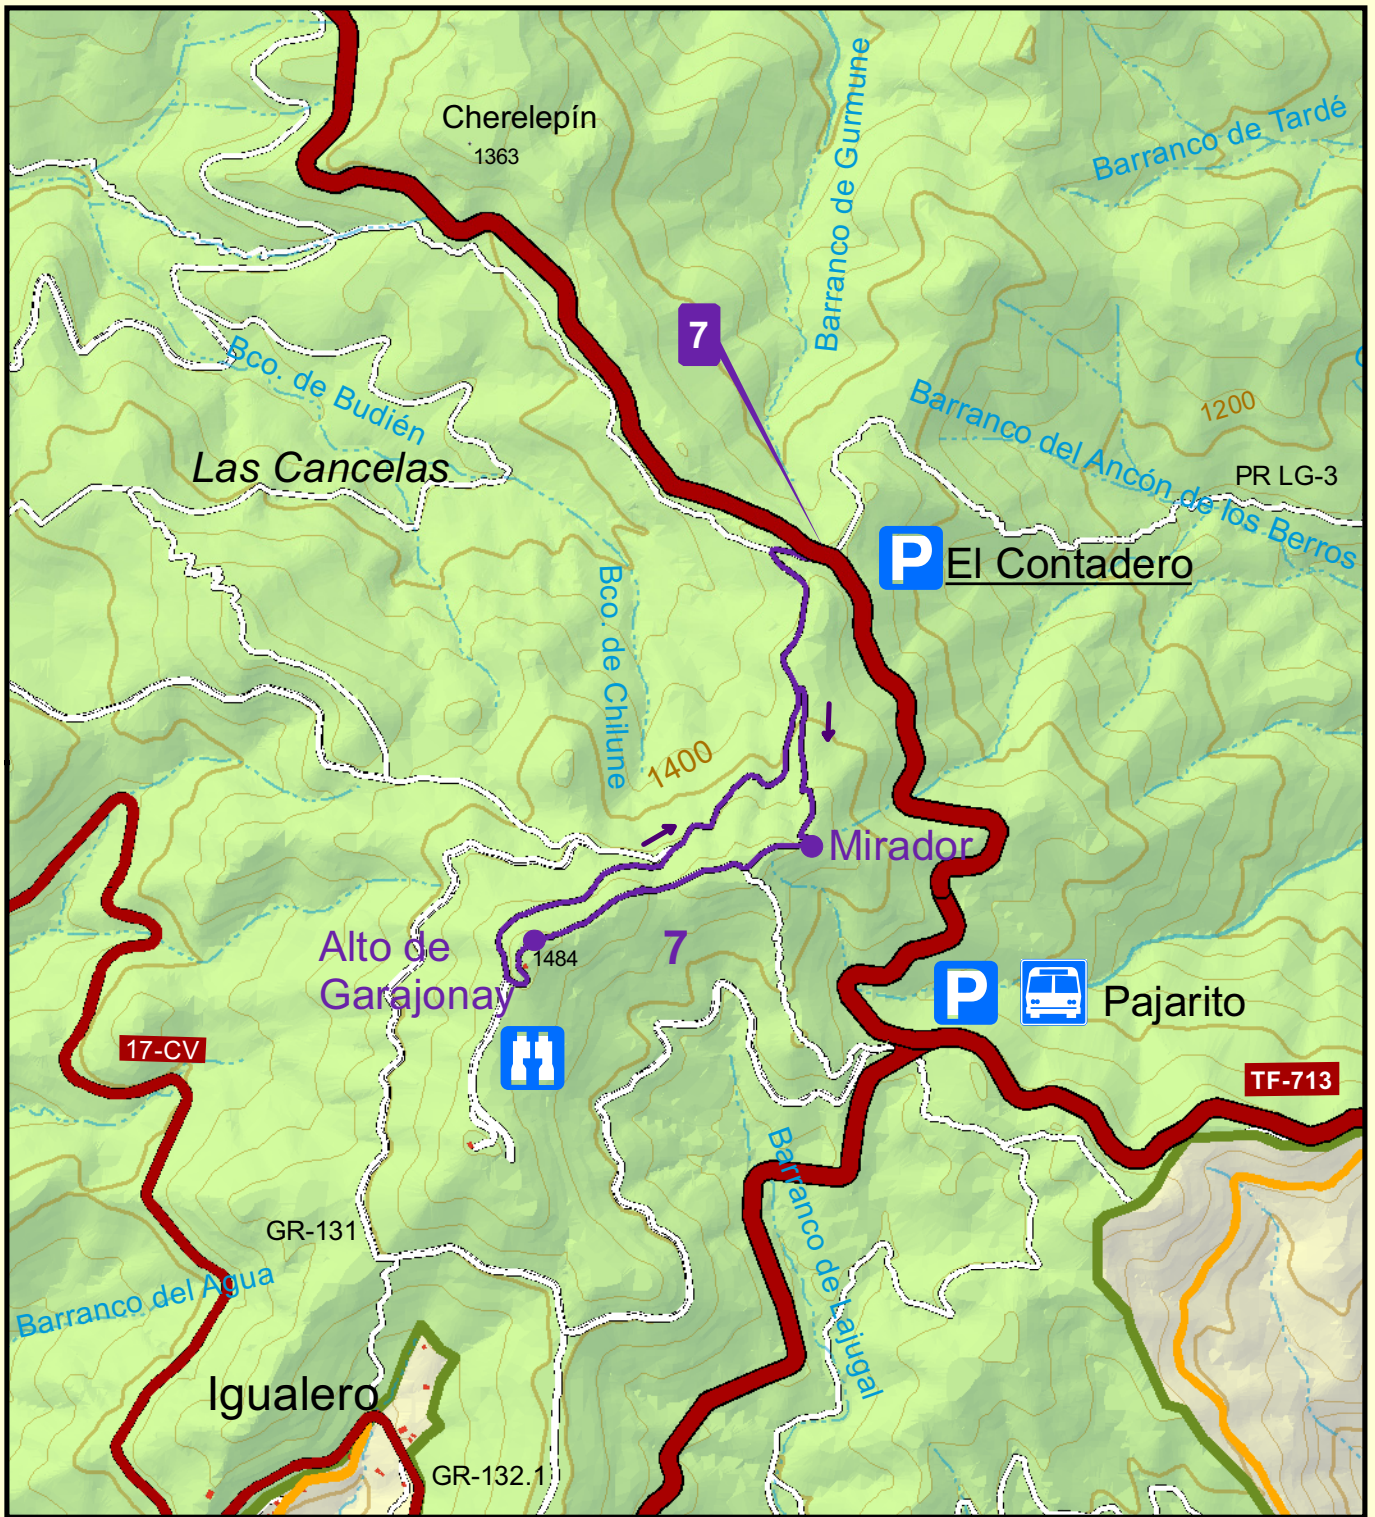 Cherelepín
1363
Barranco de Gurmune
Barranco de Tardé
7
Bco. de Budién
Barranco del Ancón de los Berros
1200
Las Cancelas
PR LG-3
P
El Contadero
Bco. de Chilune
1400
Mirador
Alto de
Garajonay
1484
7
P
Pajarito
17-CV
TF-713
Barranco de Lajugal
GR-131
Barranco del Agua
Igualero
GR-132.1